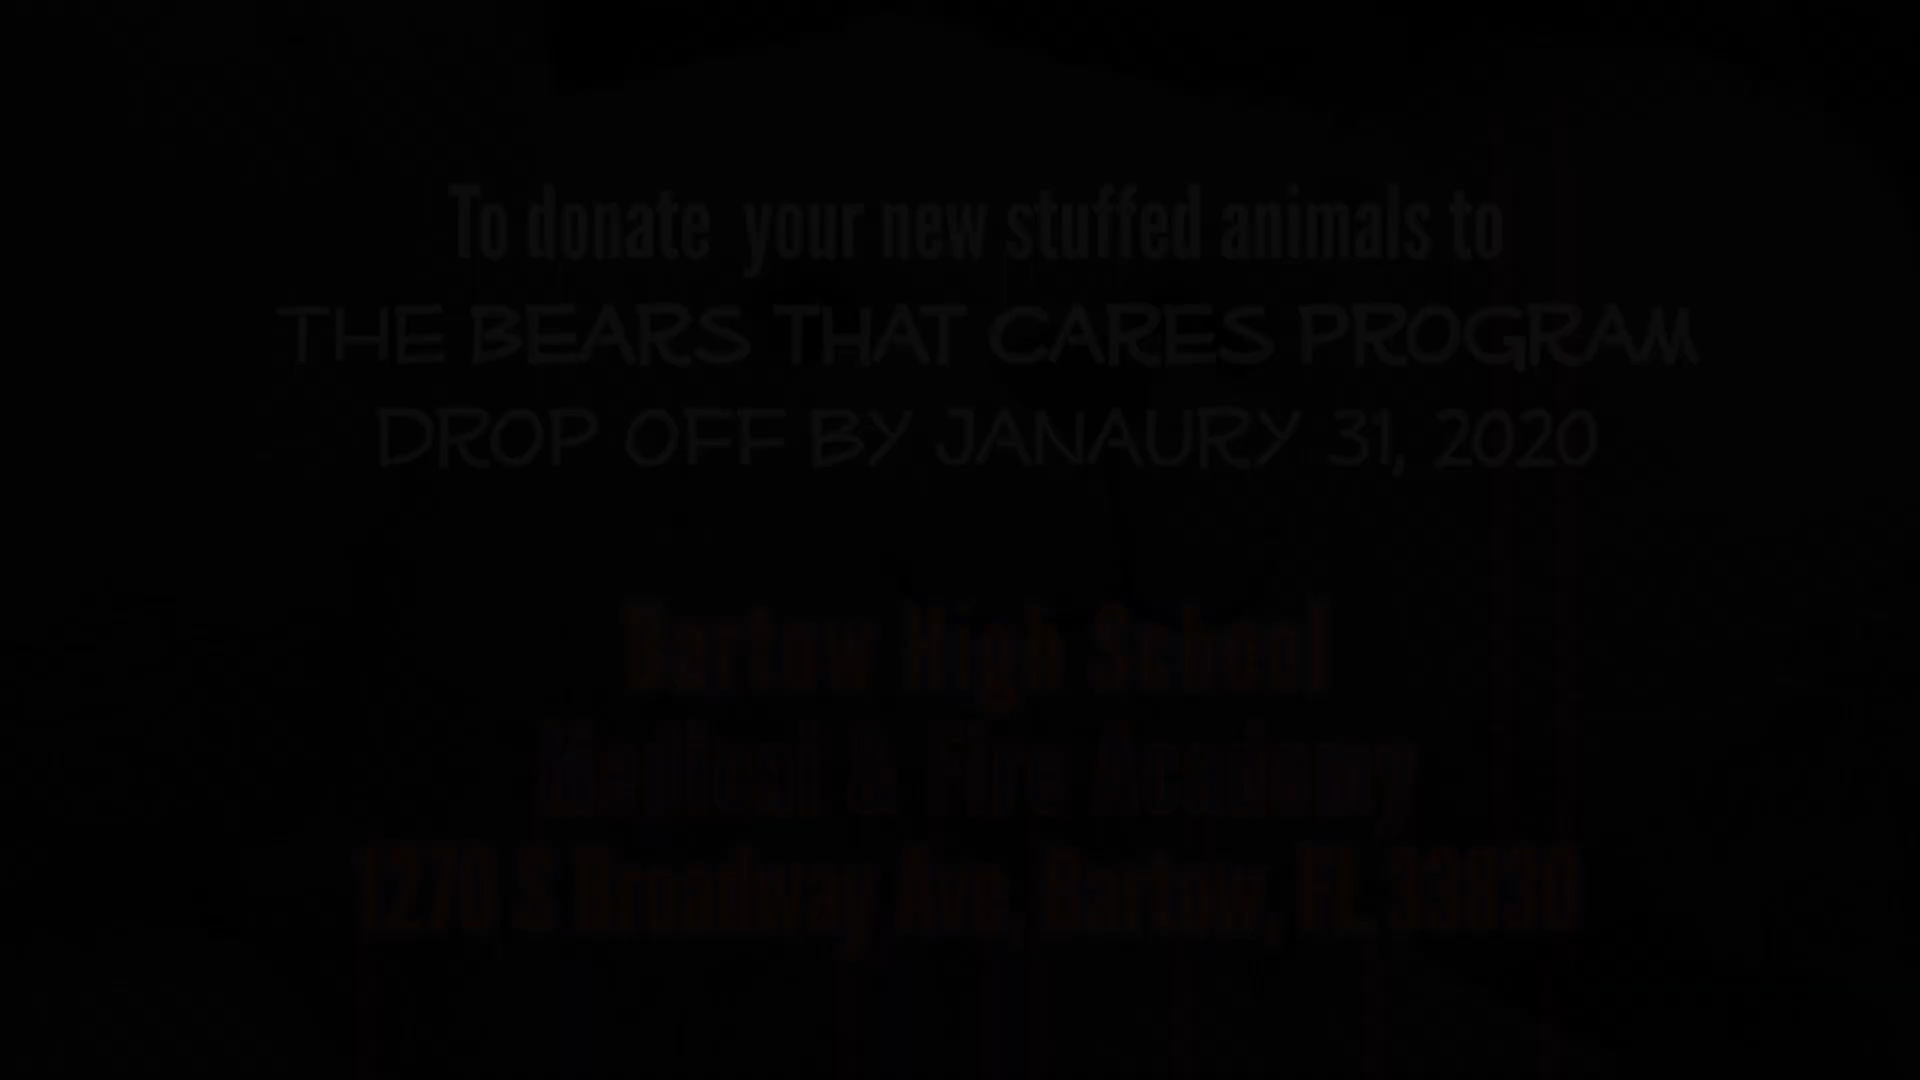 To donate your new stuffed animals to
THE BEARS THAT CARES PROGRAM
DROP OFF BY JANAURY 31, 2020
Bartow High School
Medical & Fire Academy
1270 S Broadway Ave, Bartow, FL 33830